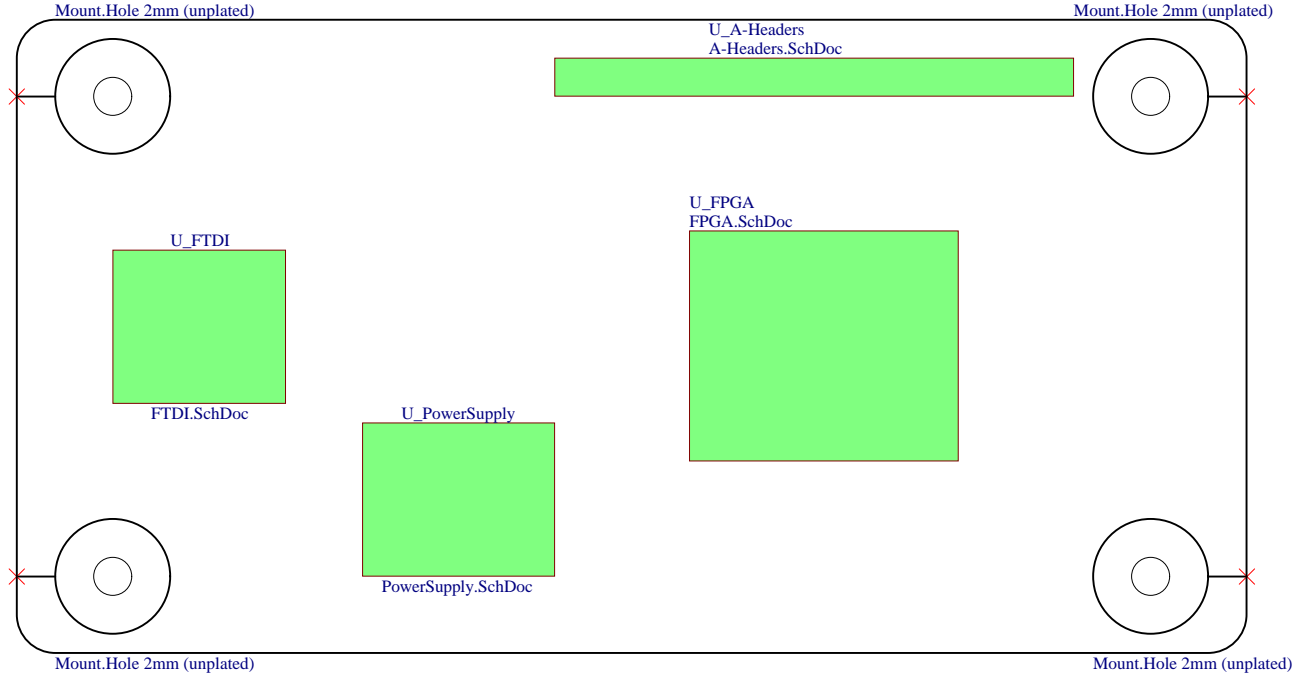 Mount.Hole 2mm (unplated)
Mount.Hole 2mm (unplated)
U_A-Headers
A-Headers.SchDoc
U_FPGA
FPGA.SchDoc
U_FTDI
FTDI.SchDoc
U_PowerSupply
PowerSupply.SchDoc
Mount.Hole 2mm (unplated)
Mount.Hole 2mm (unplated)